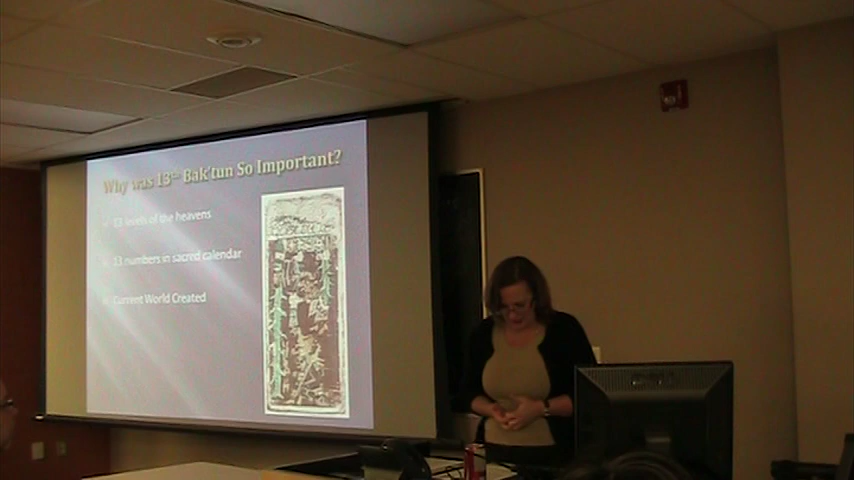 Why was 13th Bak'tun So Important?
13 levels of the heavens
13 numbers in sacred calendar
Current World Created